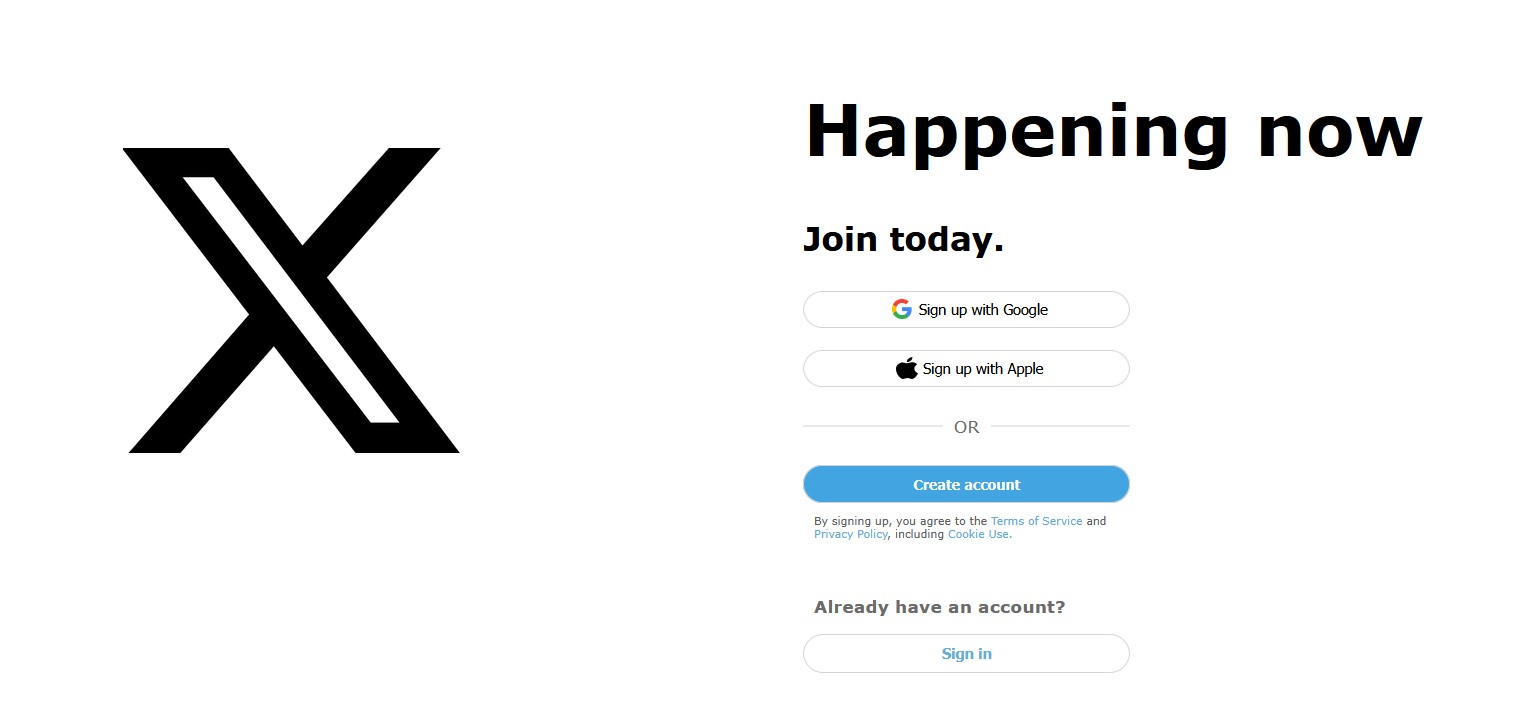 Happening now
Join today.
Sign up with Google
Sign up with Apple
OR
Create account
By signing up, you agree to the Terms of Service and
Privacy Policy, including Cookie Use.
Already have an account?
Sign in